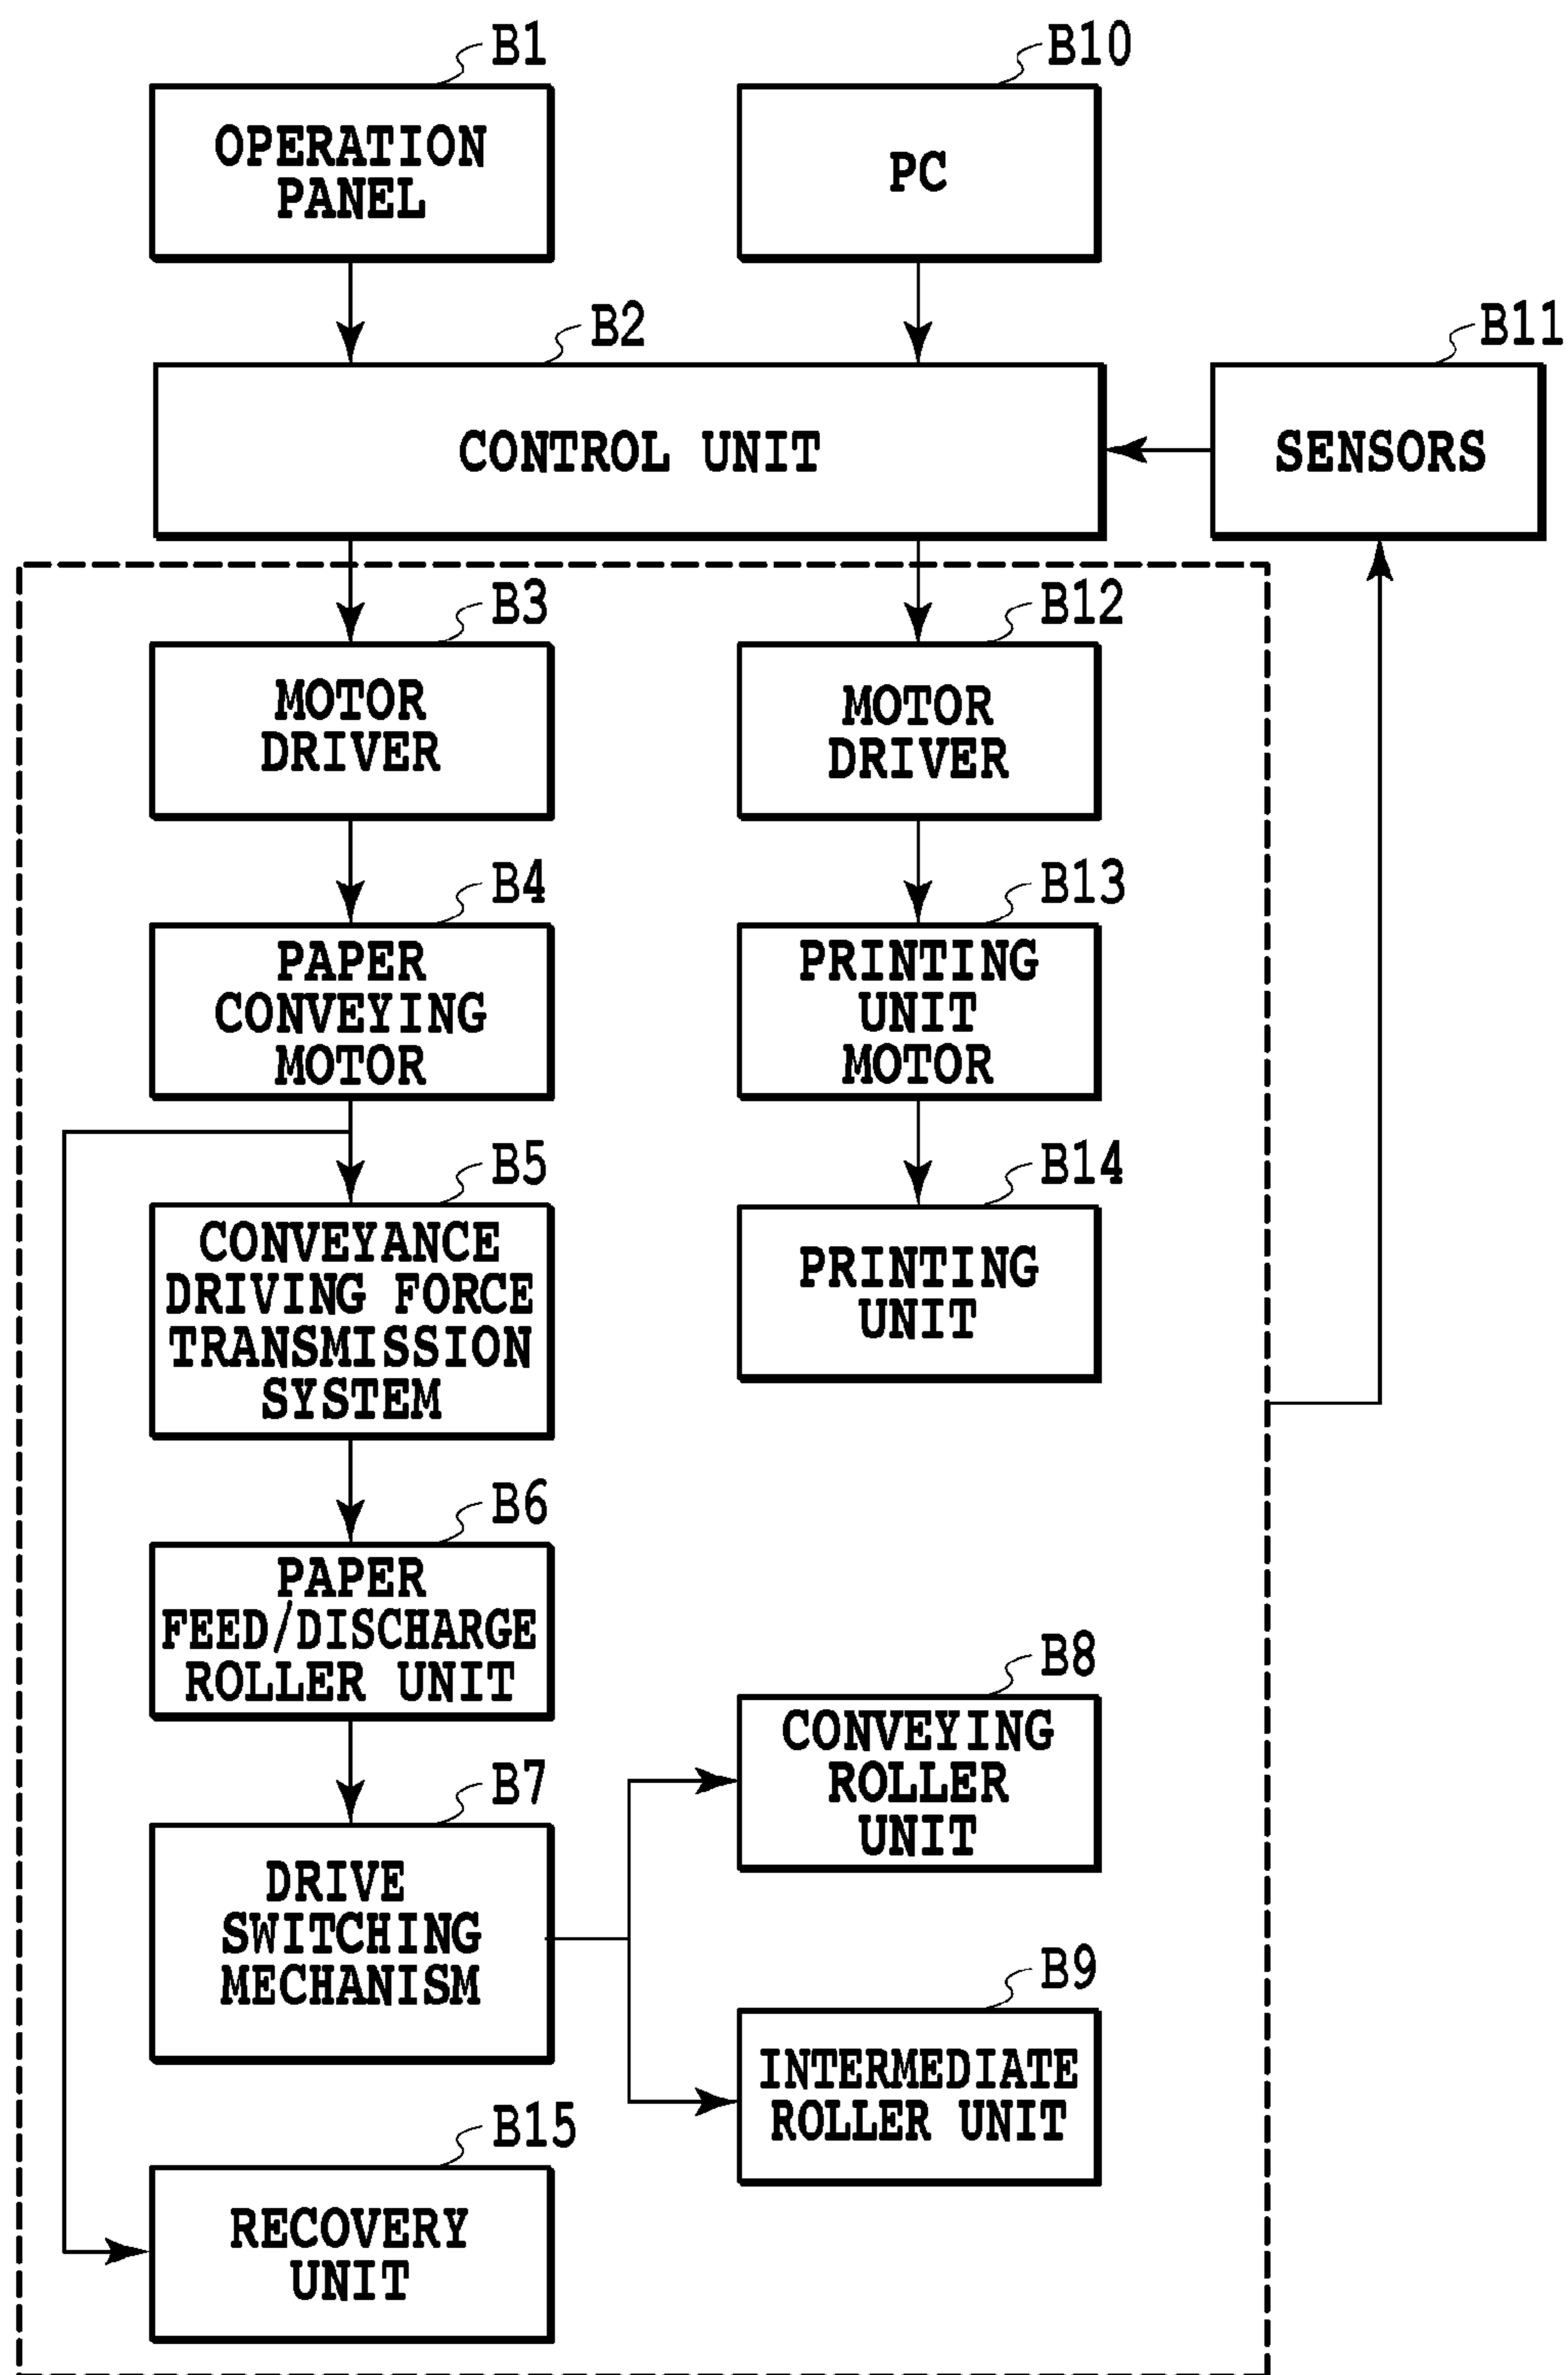 B1
OPERATION
PANEL
B10
PC
B2
CONTROL UNIT
B11
SENSORS
B3
MOTOR
DRIVER
B12
MOTOR
DRIVER
B4
PAPER
CONVEYING
MOTOR
B13
PRINTING
UNIT
MOTOR
B5
CONVEYANCE
DRIVING FORCE
TRANSMISSION
SYSTEM
B14
PRINTING
UNIT
B6
PAPER
FEED/DISCHARGE
ROLLER UNIT
B8
CONVEYING
ROLLER
UNIT
B7
DRIVE
SWITCHING
MECHANISM
B9
INTERMEDIATE
ROLLER UNIT
B15
RECOVERY
UNIT